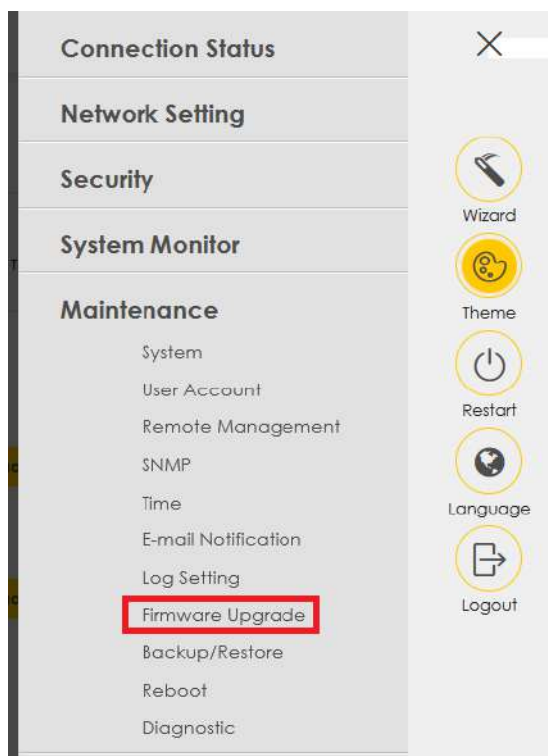 Connection Status
Network Setting
Security
System Monitor
Maintenance
System
User Account
Remote Management
SNMP
Time
E-mail Notification
Log Setting
Firmware Upgrade
Backup/Restore
Reboot
Diagnostic
Wizard
Theme
Restart
Language
Logout